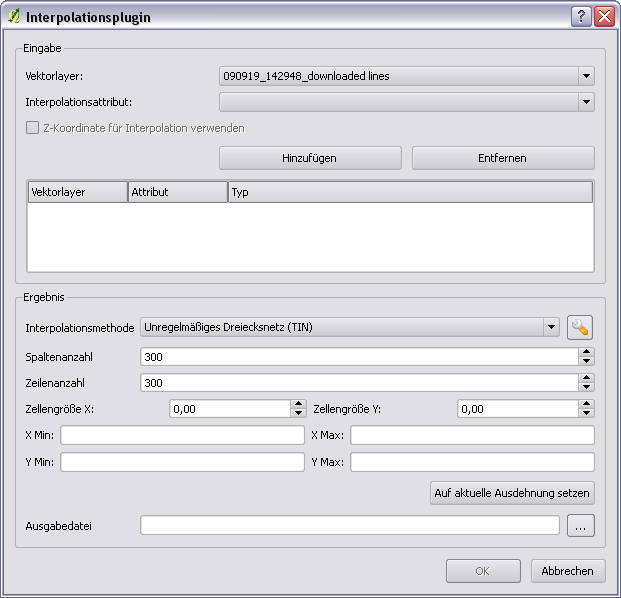 Interpolationsplugin
Eingabe
Vektorlayer: 090919_142948_downloaded lines
Interpolationsattribut:
Z-Koordinate für Interpolation verwenden
Hinzufügen Entfernen
Vektorlayer Attribut Typ
Ergebnis
Interpolationsmethode Unregelmäßiges Dreiecksnetz (TIN)
Spaltenanzahl 300
Zeilenanzahl 300
Zellengröße X: 0,00 Zellengröße Y: 0,00
X Min: X Max:
Y Min: Y Max:
Auf aktuelle Ausdehnung setzen
Ausgabedatei ...
OK Abbrechen